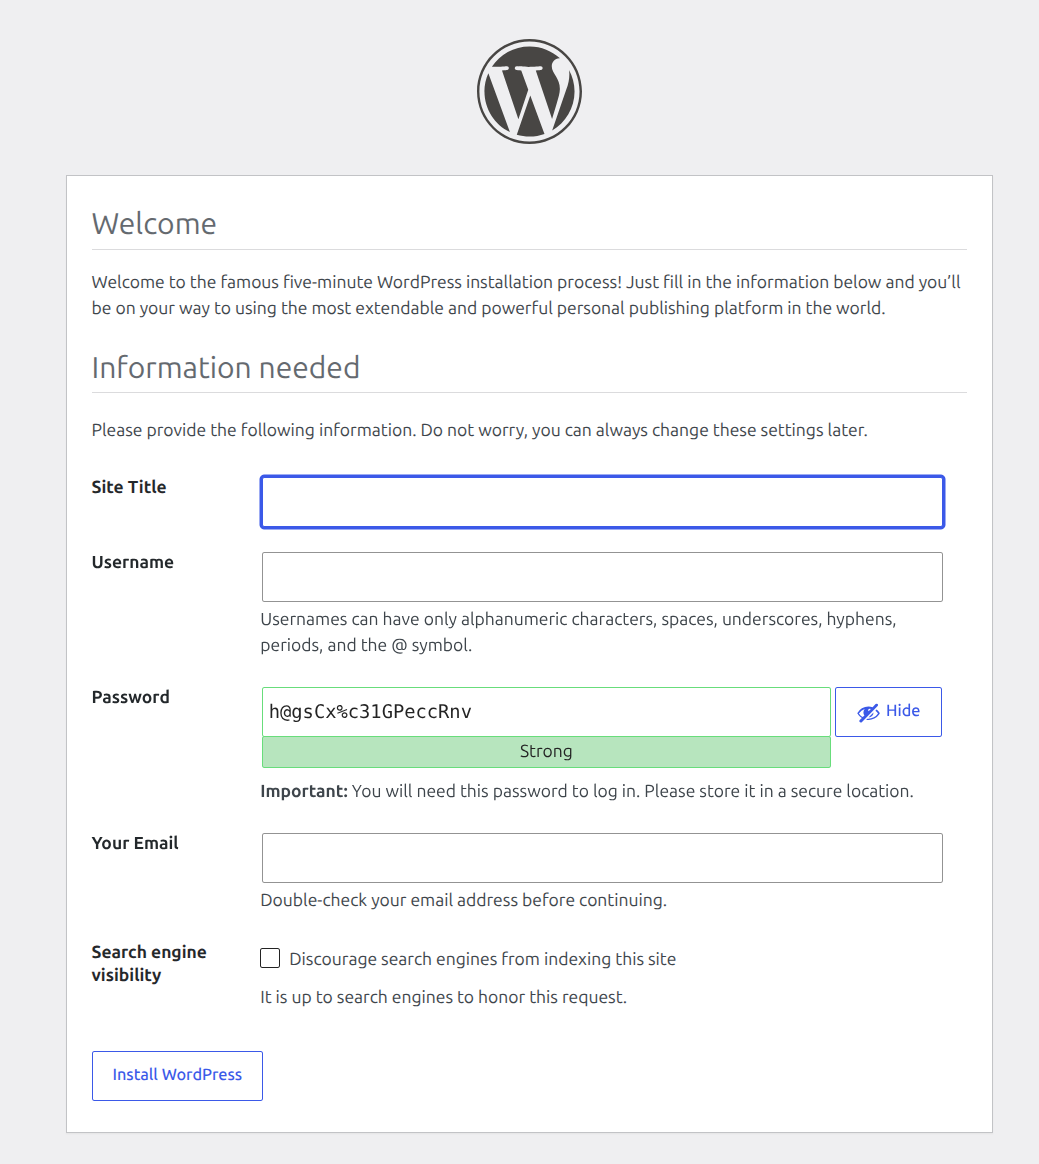 Welcome
Welcome to the famous five-minute WordPress installation process! Just fill in the information below and you’ll
be on your way to using the most extendable and powerful personal publishing platform in the world.
Information needed
Please provide the following information. Do not worry, you can always change these settings later.
Site Title
Username
Usernames can have only alphanumeric characters, spaces, underscores, hyphens,
periods, and the @ symbol.
Password
h@gsCx%c31GPeccRnv
Hide
Strong
Important: You will need this password to log in. Please store it in a secure location.
Your Email
Double-check your email address before continuing.
Search engine
visibility
Discourage search engines from indexing this site
It is up to search engines to honor this request.
Install WordPress